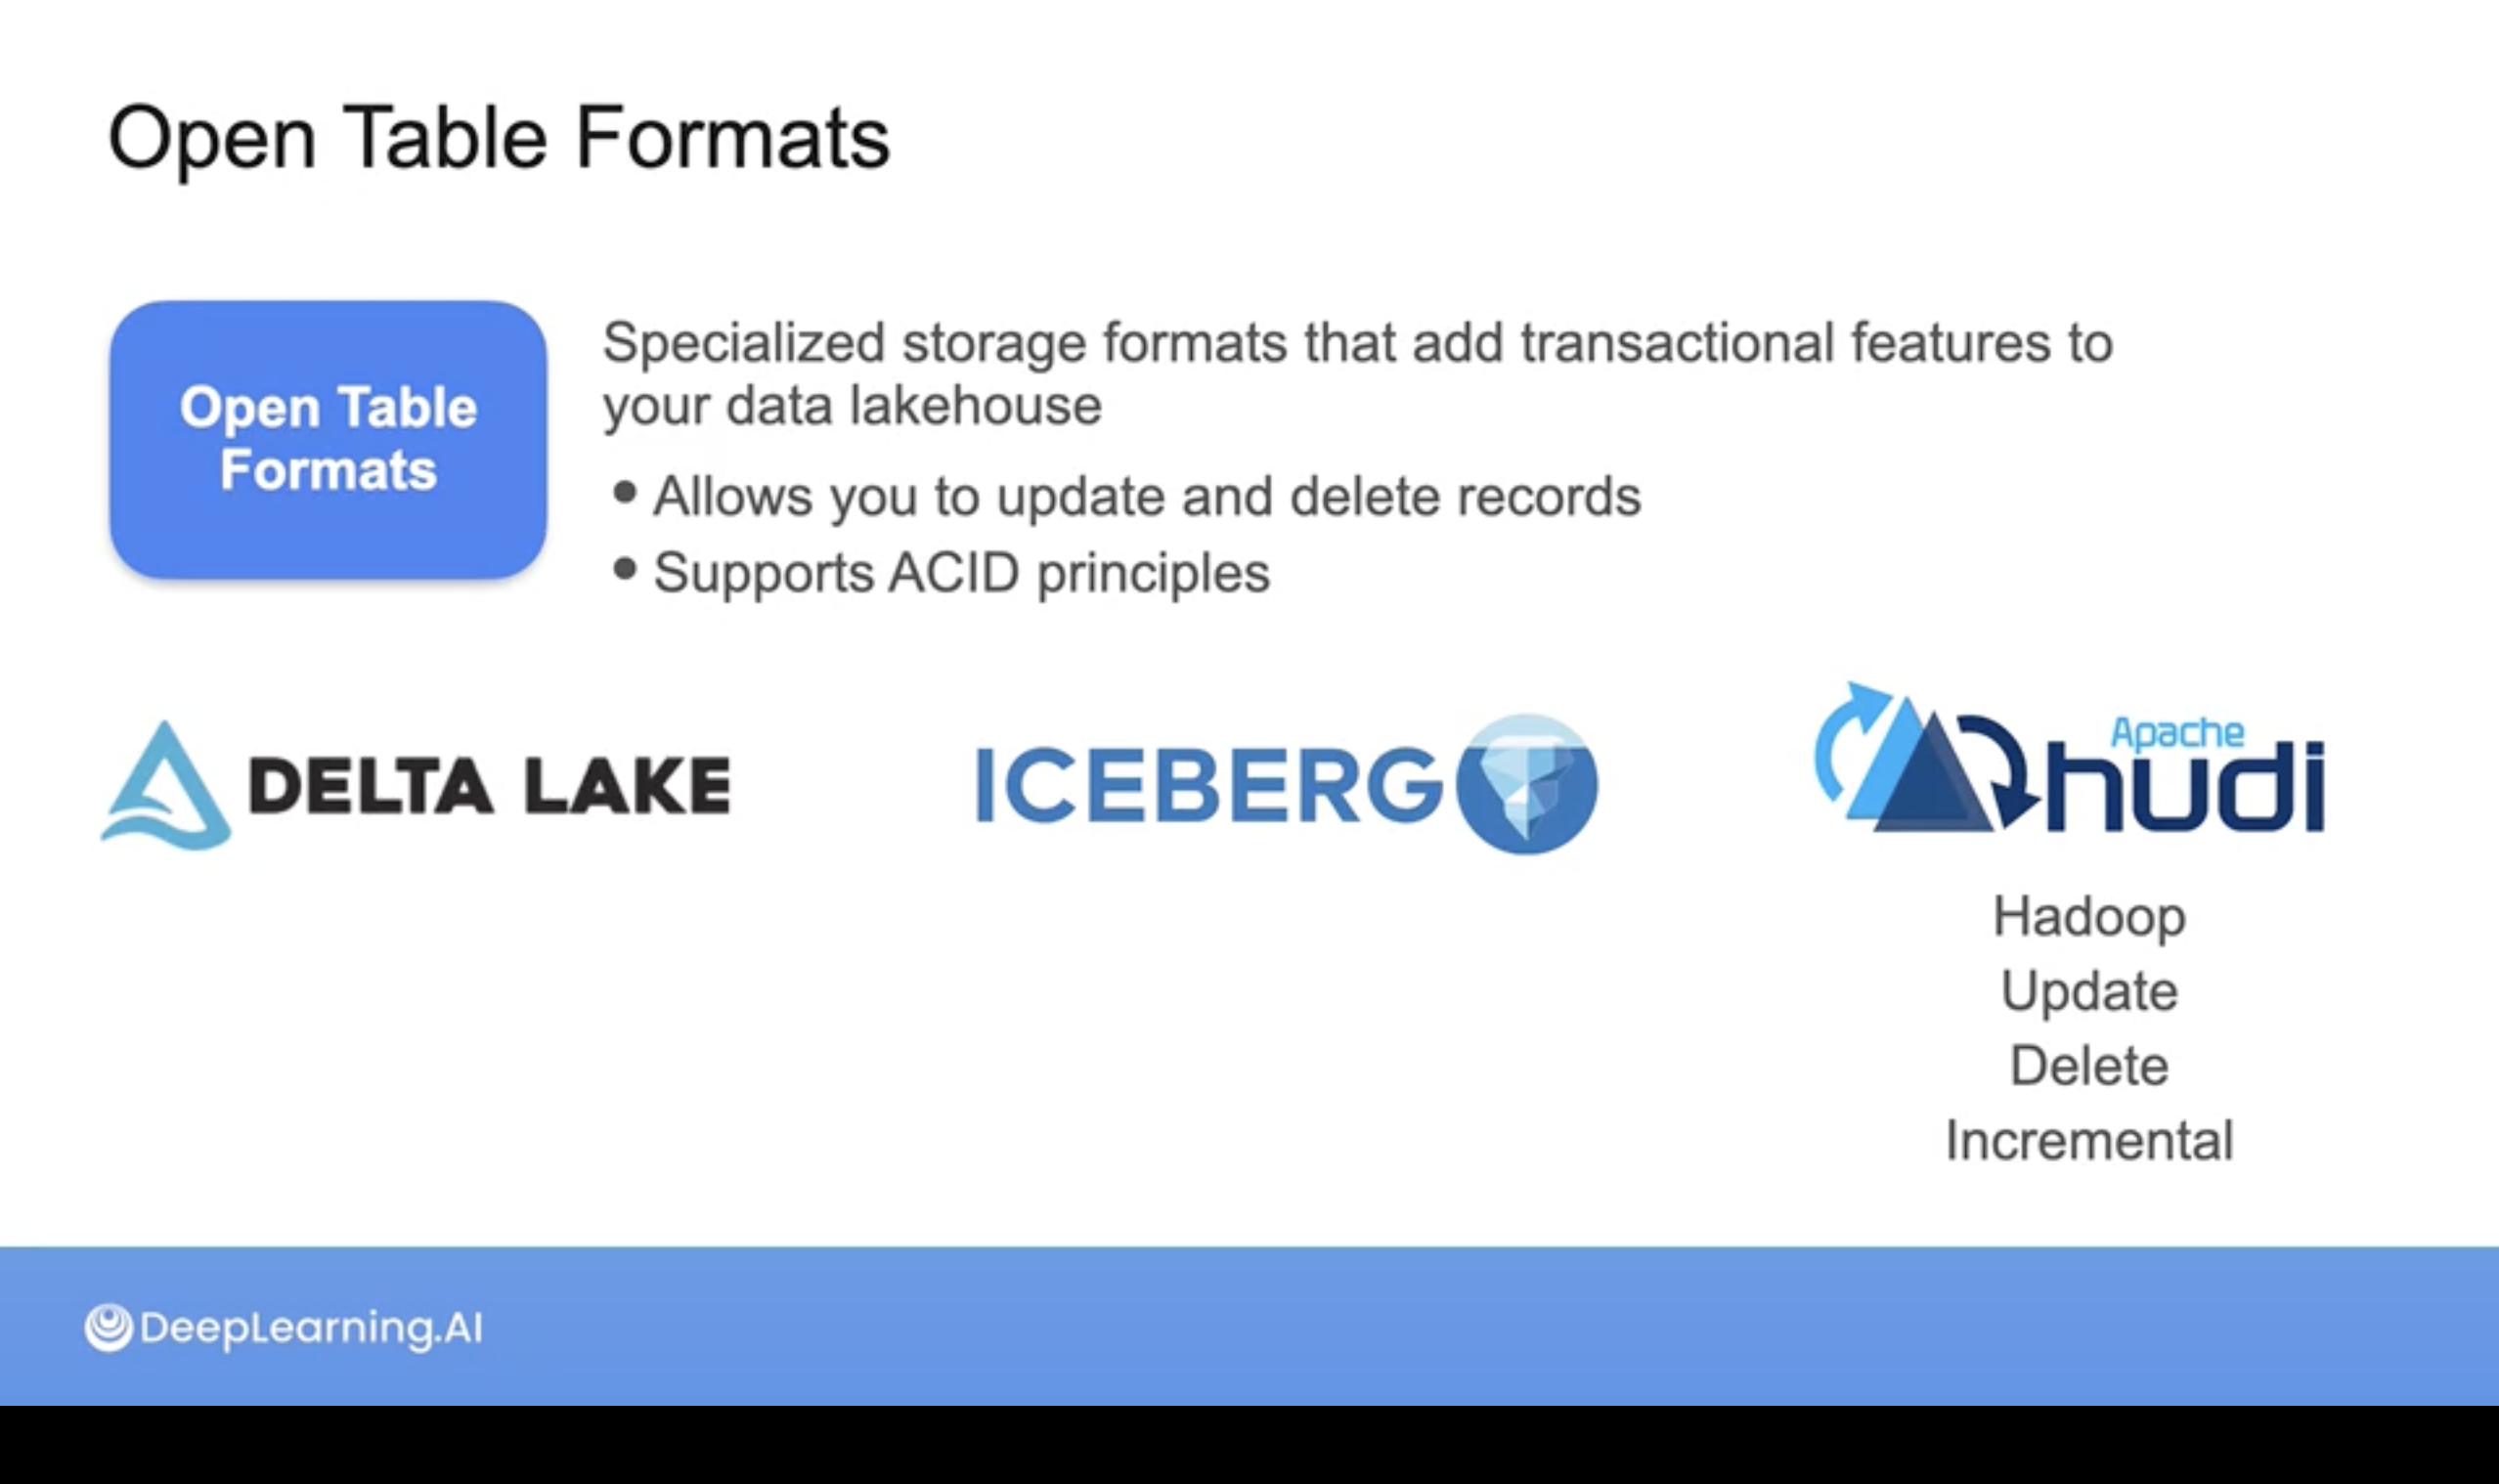 Open Table Formats
Open Table
Formats
Specialized storage formats that add transactional features to
your data lakehouse
• Allows you to update and delete records
• Supports ACID principles
DELTA LAKE
ICEBERG
Apache
hudi
Hadoop
Update
Delete
Incremental
DeepLearning.AI